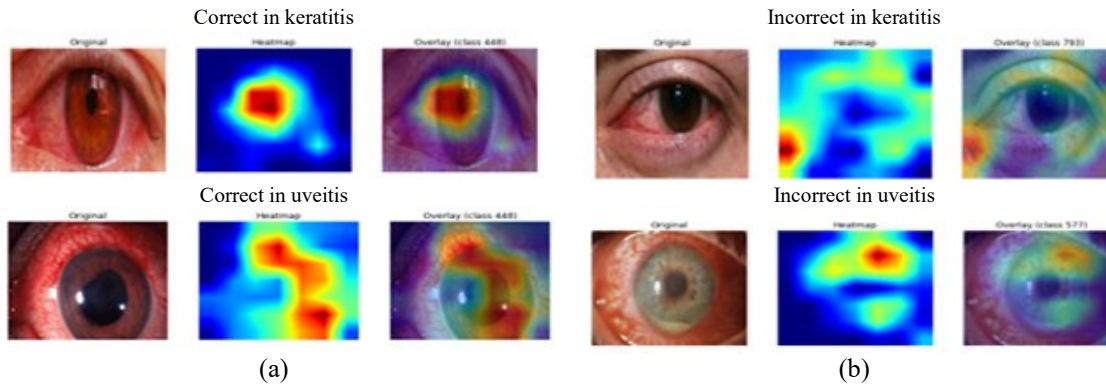 Correct in keratitis
Original Heatmap Overlay (class 448)
Correct in uveitis
Original Heatmap Overlay (class 448)
(a)
Incorrect in keratitis
Original Heatmap Overlay (class 793)
Incorrect in uveitis
Original Heatmap Overlay (class 577)
(b)